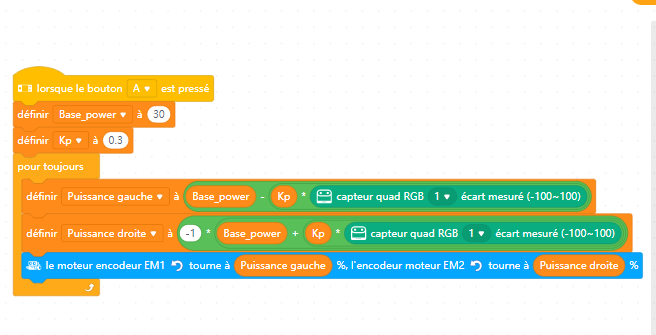 lorsque le bouton A est pressé
définir Base_power à 30
définir Kp à 0.3
pour toujours
définir Puissance gauche à Base_power - Kp * capteur quad RGB 1 écart mesuré (-100~100)
définir Puissance droite à -1 * Base_power + Kp * capteur quad RGB 1 écart mesuré (-100~100)
le moteur encodeur EM1 tourne à Puissance gauche %, l'encodeur moteur EM2 tourne à Puissance droite %